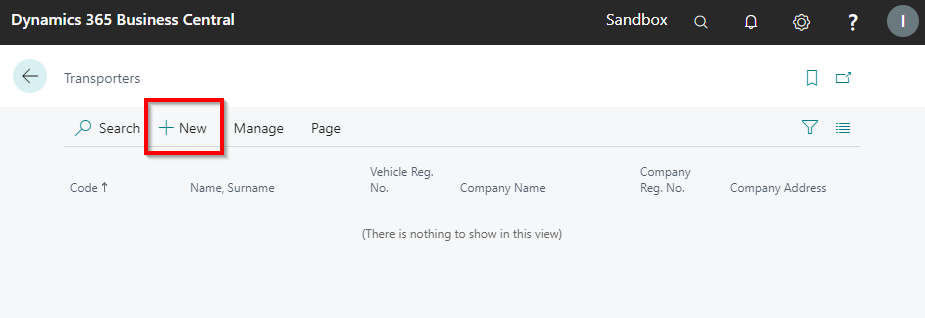 Dynamics 365 Business Central
Sandbox
?
I
Transporters
Search
New
Manage
Page
Code ↑
Name, Surname
Vehicle Reg.
No.
Company Name
Company
Reg. No.
Company Address
(There is nothing to show in this view)